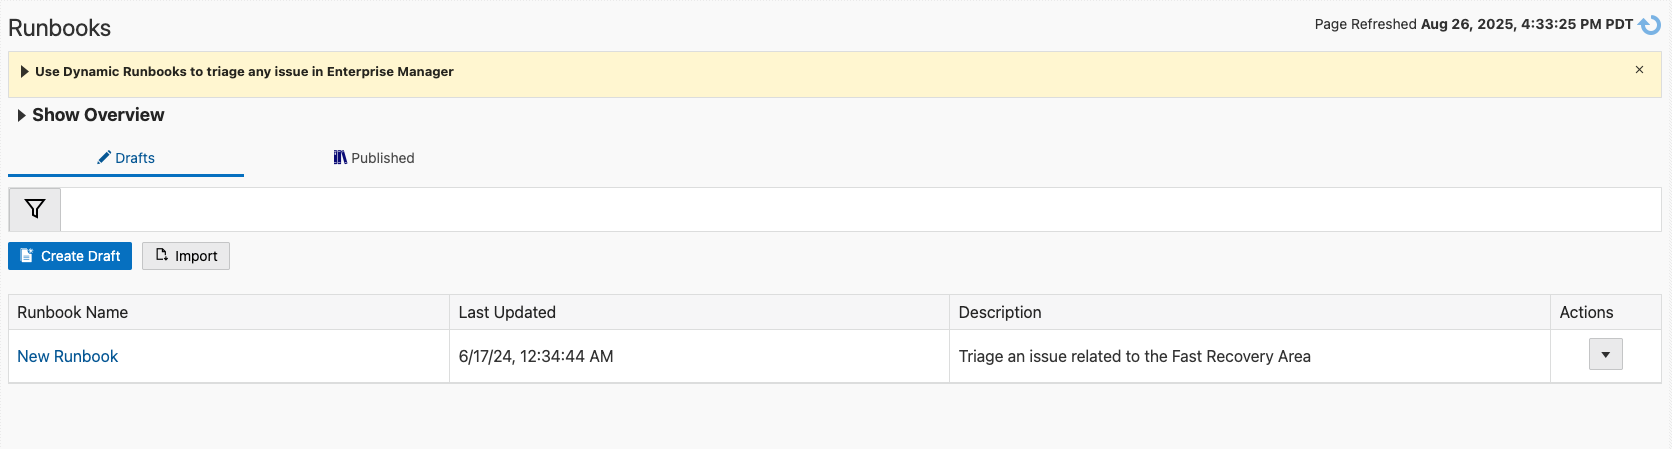 Runbooks
Page Refreshed Aug 26, 2025, 4:33:25 PM PDT
Use Dynamic Runbooks to triage any issue in Enterprise Manager
Show Overview
Drafts Published
Create Draft Import
Runbook Name Last Updated Description Actions
New Runbook 6/17/24, 12:34:44 AM Triage an issue related to the Fast Recovery Area